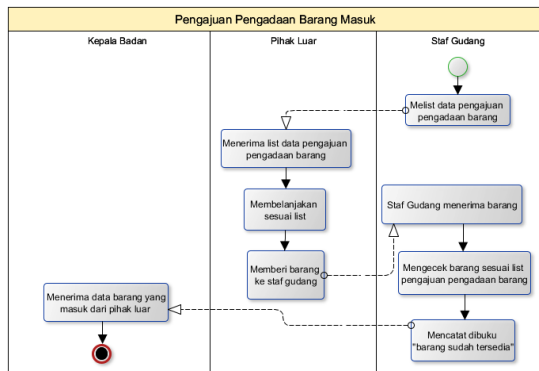 Pengajuan Pengadaan Barang Masuk
Kepala Badan
Pihak Luar
Staf Gudang
Melist data pengajuan
pengadaan barang
Menerima list data pengajuan
pengadaan barang
Membelanjakan
sesuai list
Memberi barang
ke staf gudang
Staf Gudang menerima barang
Mengecek barang sesuai list
pengajuan pengadaan barang
Mencatat dibuku
"barang sudah tersedia"
Menerima data barang yang
masuk dari pihak luar